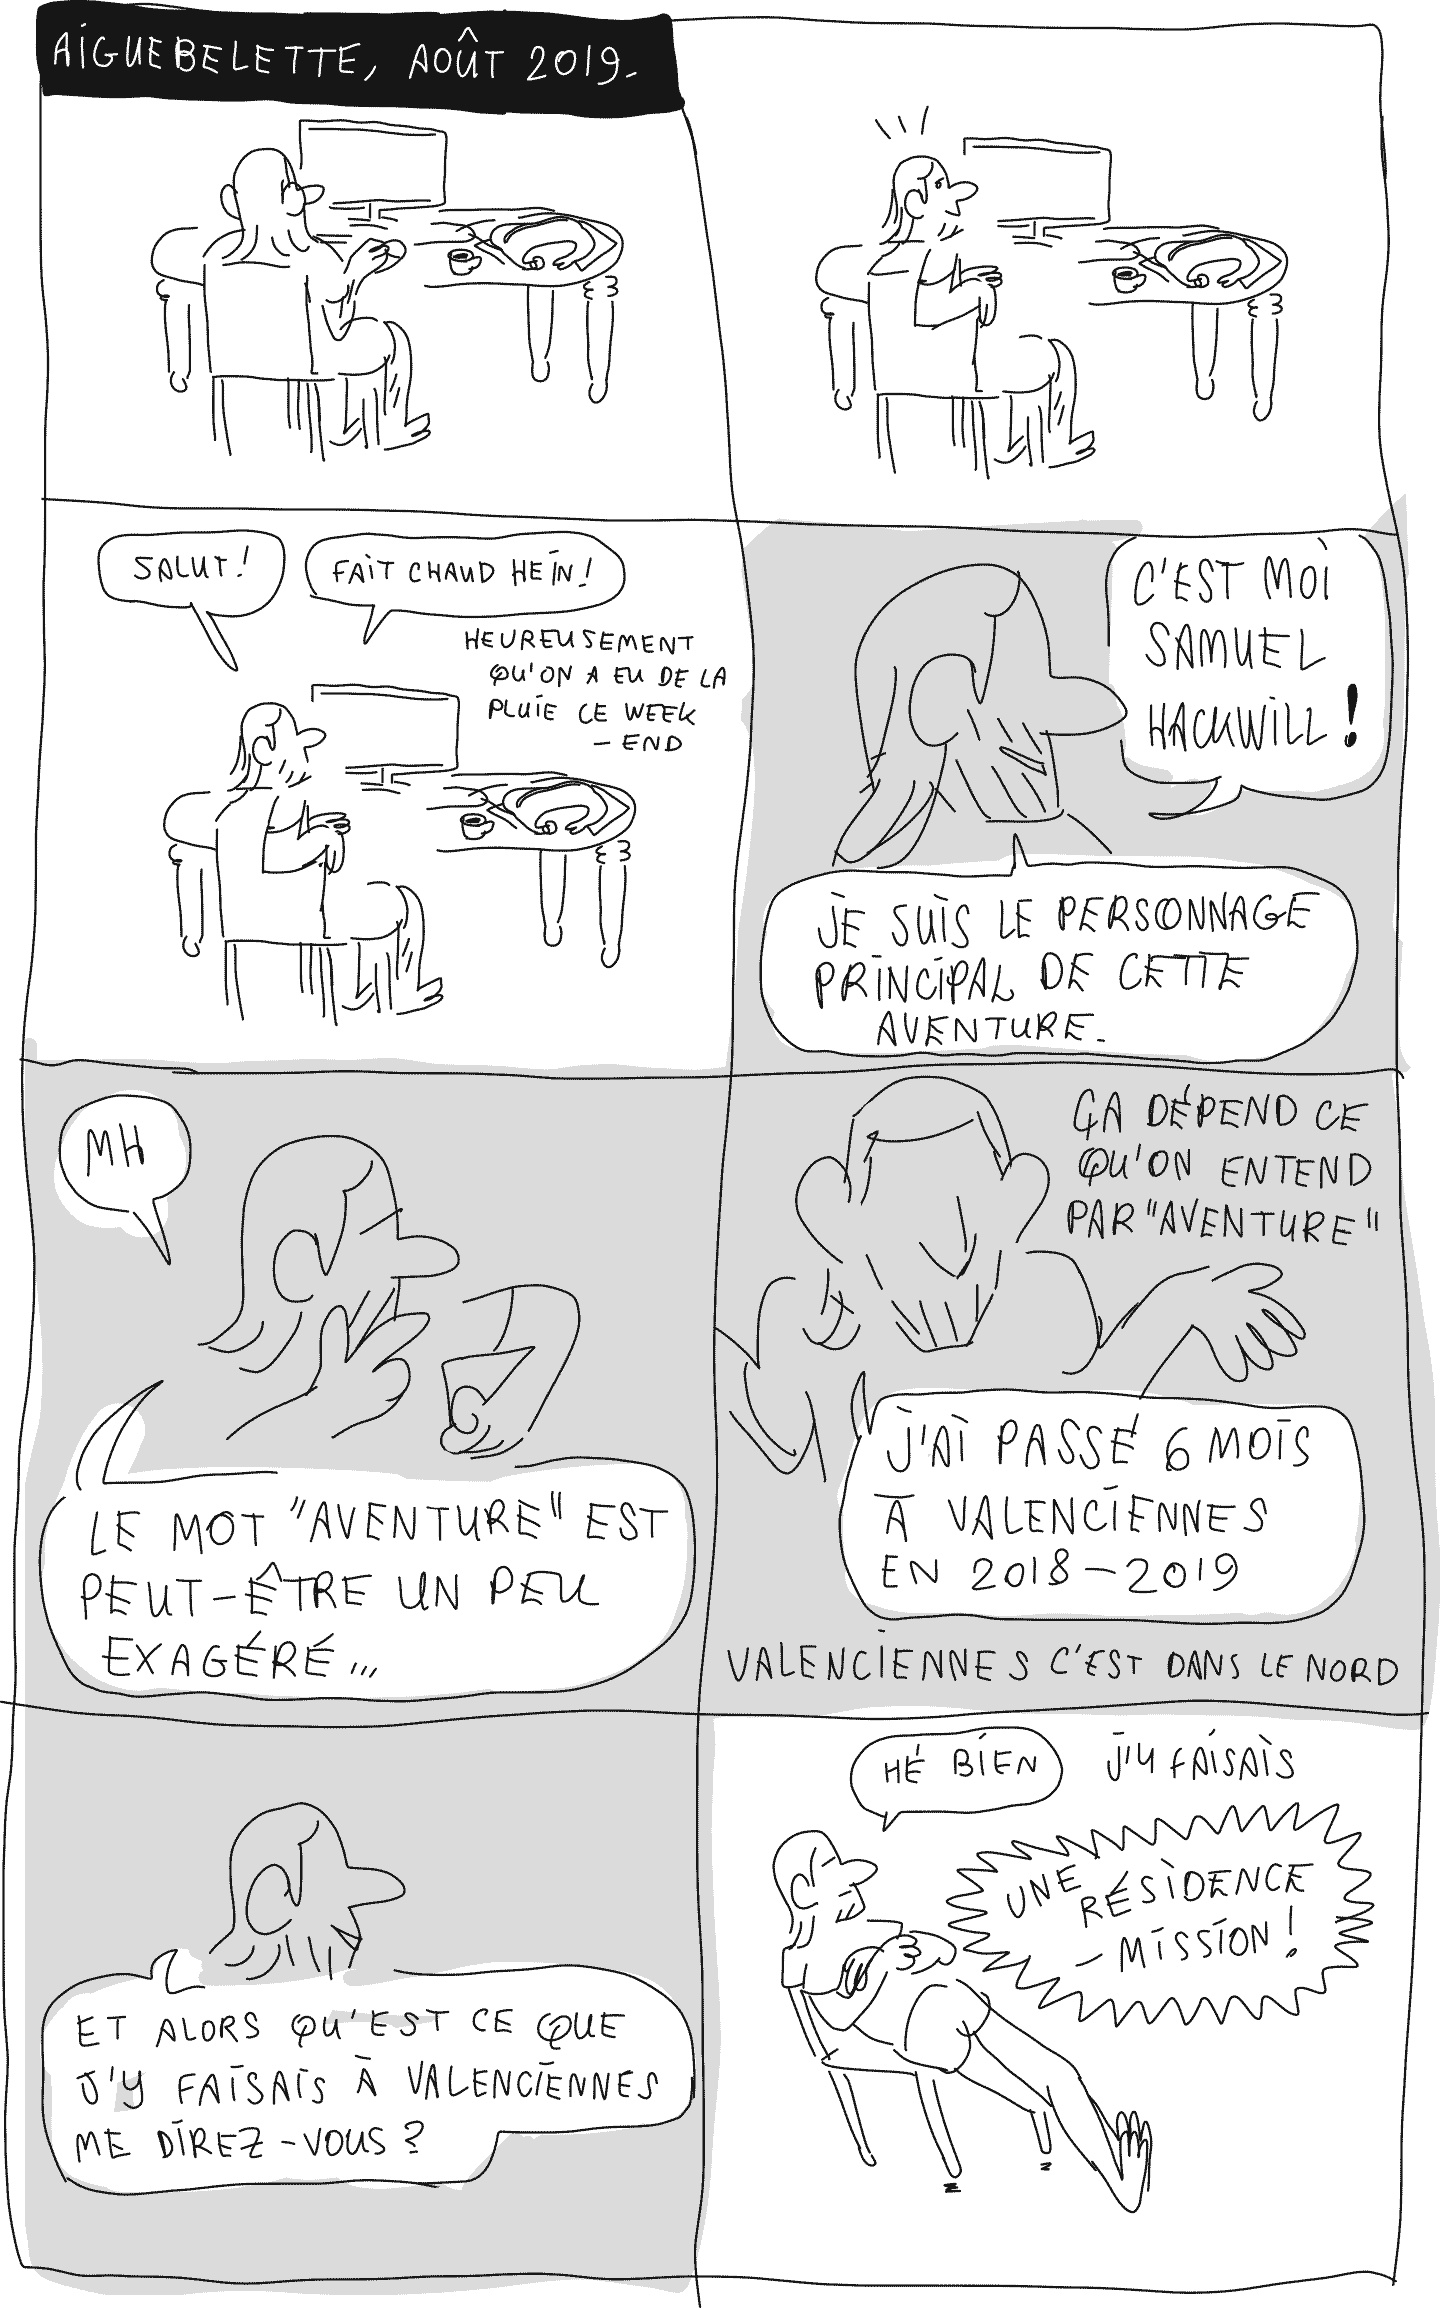 AIGUEBELETTE, AOÛT 2019.
SALUT!
FAIT CHAUD HEIN!
HEUREUSEMENT
QU'ON A EU DE LA
PLUIE CE WEEK
- END
C'EST MOI
SAMUEL
HACKWILL!
JE SUIS LE PERSONNAGE
PRINCIPAL DE CETTE
AVENTURE.
MH
LE MOT "AVENTURE" EST
PEUT-ÊTRE UN PEU
EXAGÉRÉ...
ÇA DÉPEND CE
QU'ON ENTEND
PAR "AVENTURE"
J'AI PASSÉ 6 MOIS
À VALENCIENNES
EN 2018-2019
VALENCIENNES C'EST DANS LE NORD
ET ALORS QU'EST CE QUE
J'Y FAISAIS À VALENCIENNES
ME DIREZ-VOUS?
HÉ BIEN
J'Y FAISAIS
UNE RÉSIDENCE
- MISSION!